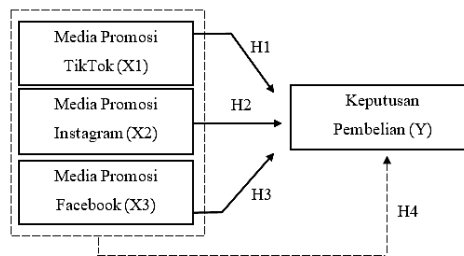 Media Promosi
TikTok (X1)
H1
Media Promosi
Instagram (X2)
H2
Keputusan
Pembelian (Y)
Media Promosi
Facebook (X3)
H3
H4